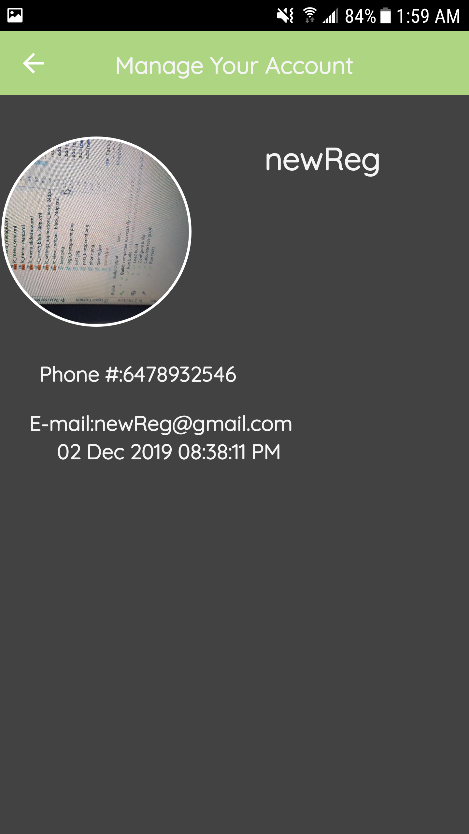 84% 1:59 AM
Manage Your Account
newReg
Phone #:6478932546
E-mail:newReg@gmail.com
02 Dec 2019 08:38:11 PM